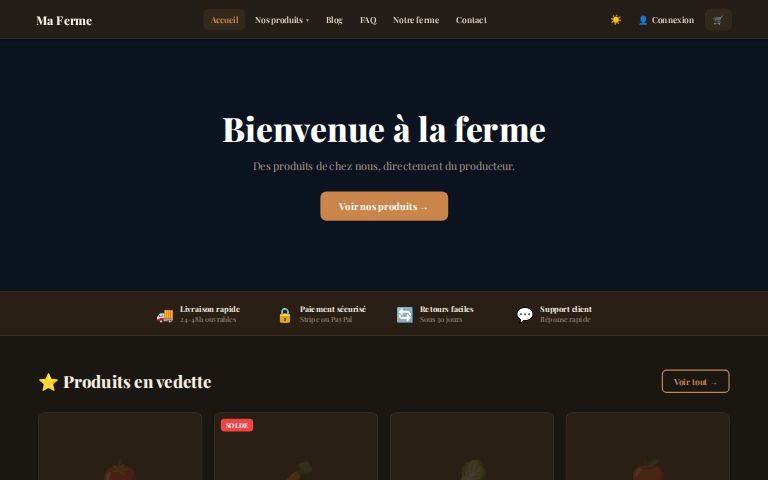 Ma Ferme
Accueil
Nos produits
Blog
FAQ
Notre ferme
Contact
Connexion
Bienvenue à la ferme
Des produits de chez nous, directement du producteur.
Voir nos produits →
Livraison rapide
24-48h ouvrables
Paiement sécurisé
Stripe ou PayPal
Retours faciles
Sous 30 jours
Support client
Réponse rapide
Produits en vedette
Voir tout →
SOLDE